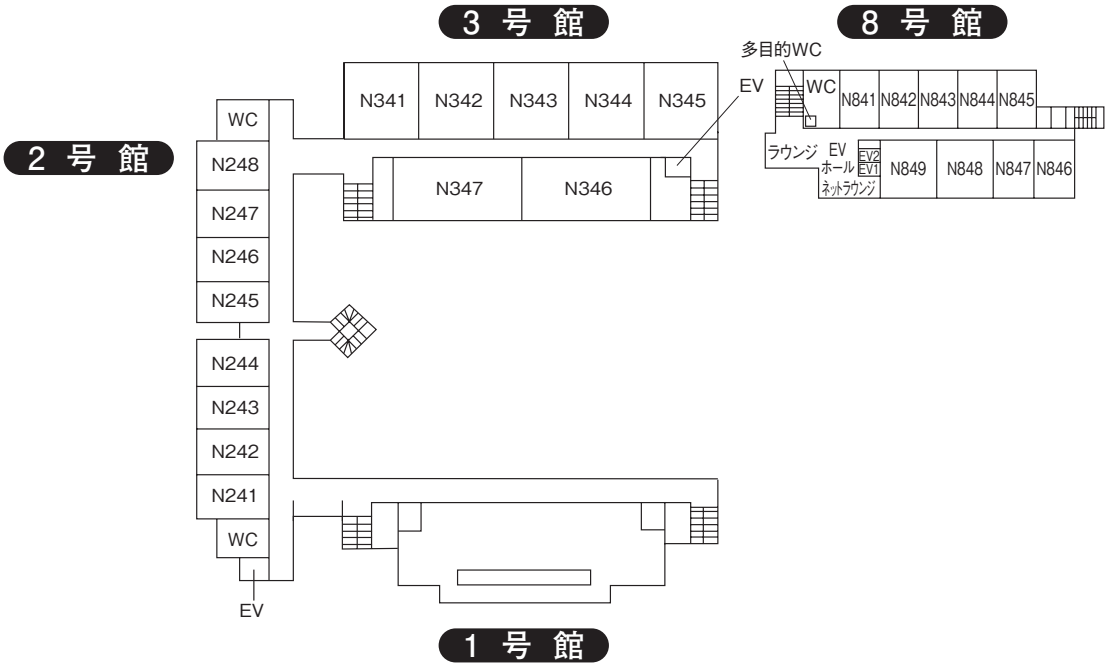 3 号 館
8 号 館
多目的WC
EV
N341
N342
N343
N344
N345
WC
N841
N842
N843
N844
N845
WC
2 号 館
N248
N347
N346
ラウンジ
EV
ホール
ネットラウンジ
EV2
EV1
N849
N848
N847
N846
N247
N246
N245
N244
N243
N242
N241
WC
EV
1 号 館